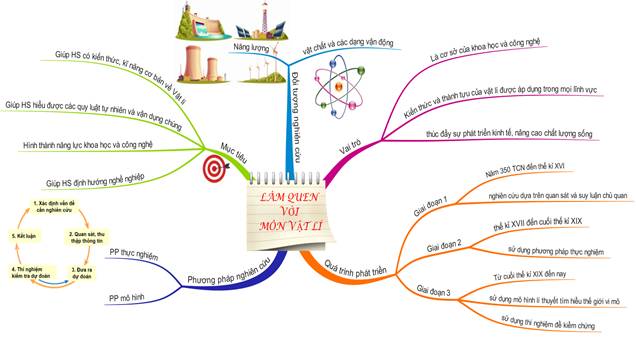 LÀM QUEN
VỚI
MÔN VẬT LÍ
Đối tượng nghiên cứu
Năng lượng
vật chất và các dạng vận động
Mục tiêu
Giúp HS có kiến thức, kĩ năng cơ bản về Vật lí
Giúp HS hiểu được các quy luật tự nhiên và vận dụng chúng
Hình thành năng lực khoa học và công nghệ
Giúp HS định hướng nghề nghiệp
Vai trò
Là cơ sở của khoa học và công nghệ
Kiến thức và thành tựu của vật lí được áp dụng trong mọi lĩnh vực
thúc đẩy sự phát triển kinh tế, nâng cao chất lượng sống
Phương pháp nghiên cứu
PP thực nghiệm
PP mô hình
1. Xác định vấn đề
cần nghiên cứu
2. Quan sát, thu
thập thông tin
3. Đưa ra
dự đoán
4. Thí nghiệm
kiểm tra dự đoán
5. Kết luận
Quá trình phát triển
Giai đoạn 1
Năm 350 TCN đến thế kỉ XVI
nghiên cứu dựa trên quan sát và suy luận chủ quan
Giai đoạn 2
thế kỉ XVII đến cuối thế kỉ XIX
sử dụng phương pháp thực nghiệm
Giai đoạn 3
Từ cuối thế kỉ XIX đến nay
sử dụng mô hình lí thuyết tìm hiểu thế giới vi mô
sử dụng thí nghiệm để kiểm chứng